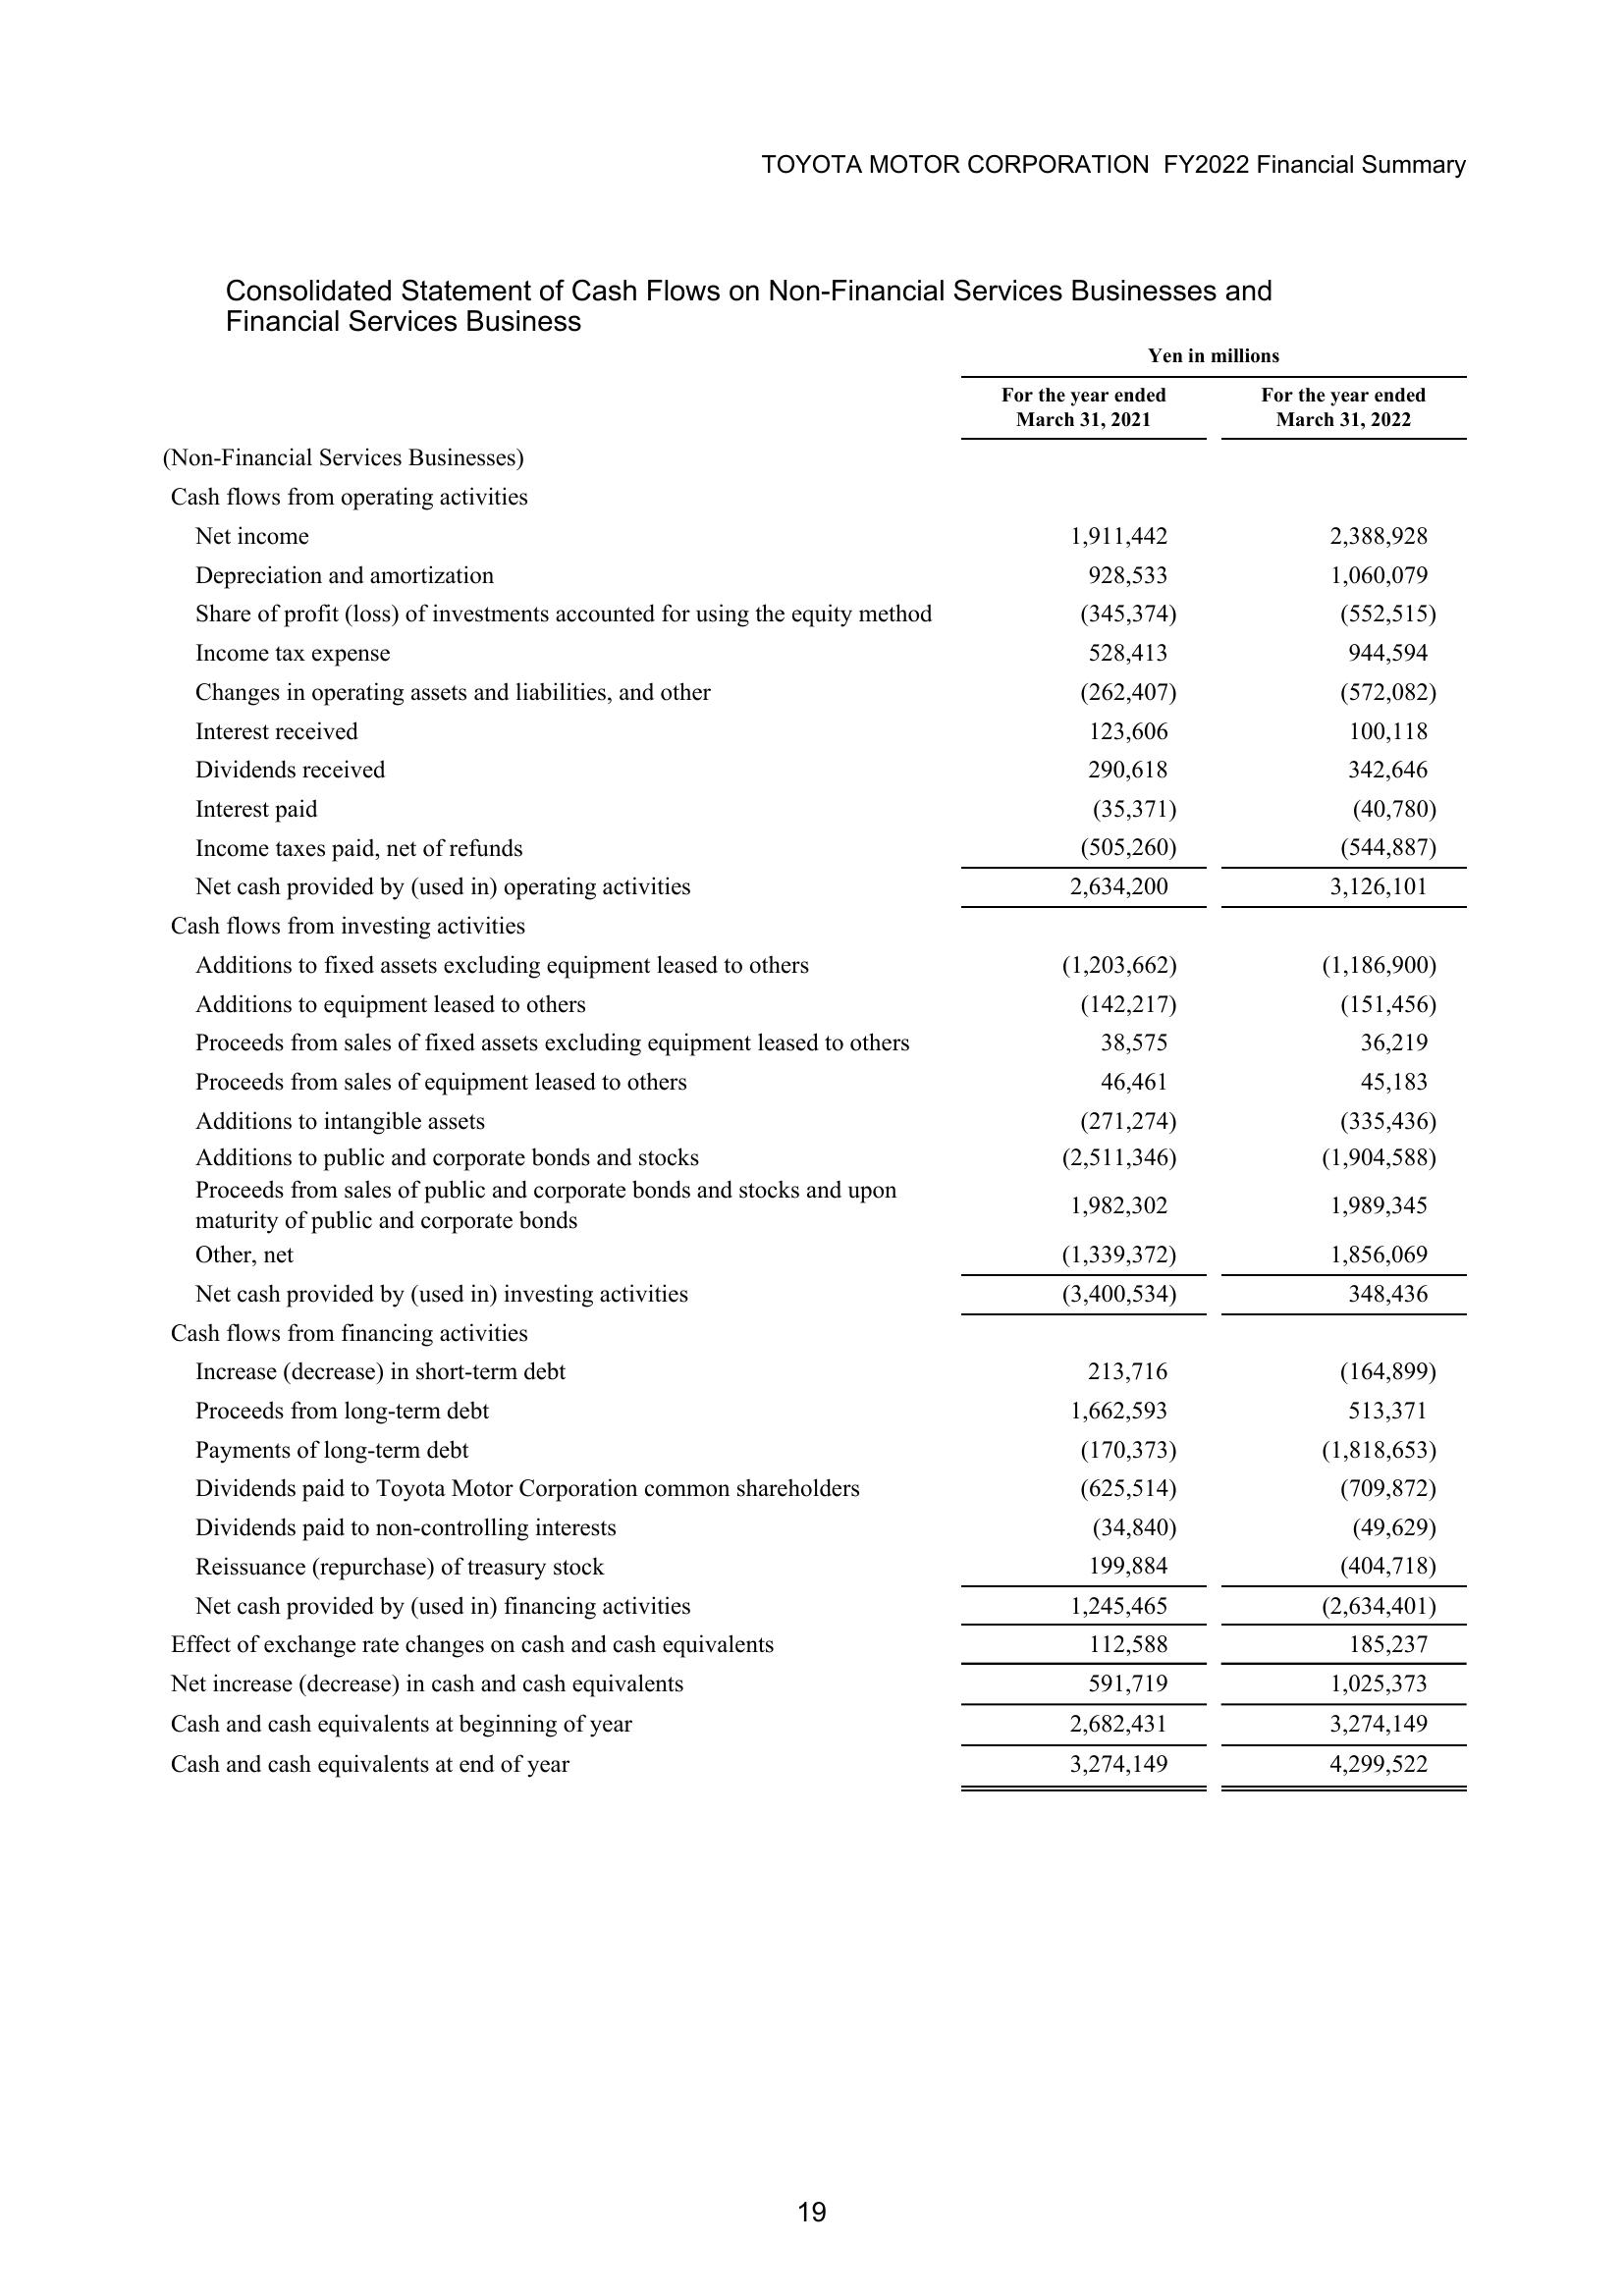 TOYOTA MOTOR CORPORATION FY2022 Financial Summary
Consolidated Statement of Cash Flows on Non-Financial Services Businesses and
Financial Services Business
Yen in millions
For the year ended For the year ended
March 31, 2021 March 31, 2022
(Non-Financial Services Businesses)
Cash flows from operating activities
Net income 1,911,442 2,388,928
Depreciation and amortization 928,533 1,060,079
Share of profit (loss) of investments accounted for using the equity method (345,374) (552,515)
Income tax expense 528,413 944,594
Changes in operating assets and liabilities, and other (262,407) (572,082)
Interest received 123,606 100,118
Dividends received 290,618 342,646
Interest paid (35,371) (40,780)
Income taxes paid, net of refunds (505,260) (544,887)
Net cash provided by (used in) operating activities 2,634,200 3,126,101
Cash flows from investing activities
Additions to fixed assets excluding equipment leased to others (1,203,662) (1,186,900)
Additions to equipment leased to others (142,217) (151,456)
Proceeds from sales of fixed assets excluding equipment leased to others 38,575 36,219
Proceeds from sales of equipment leased to others 46,461 45,183
Additions to intangible assets (271,274) (335,436)
Additions to public and corporate bonds and stocks (2,511,346) (1,904,588)
Proceeds from sales of public and corporate bonds and stocks and upon
maturity of public and corporate bonds 1,982,302 1,989,345
Other, net (1,339,372) 1,856,069
Net cash provided by (used in) investing activities (3,400,534) 348,436
Cash flows from financing activities
Increase (decrease) in short-term debt 213,716 (164,899)
Proceeds from long-term debt 1,662,593 513,371
Payments of long-term debt (170,373) (1,818,653)
Dividends paid to Toyota Motor Corporation common shareholders (625,514) (709,872)
Dividends paid to non-controlling interests (34,840) (49,629)
Reissuance (repurchase) of treasury stock 199,884 (404,718)
Net cash provided by (used in) financing activities 1,245,465 (2,634,401)
Effect of exchange rate changes on cash and cash equivalents 112,588 185,237
Net increase (decrease) in cash and cash equivalents 591,719 1,025,373
Cash and cash equivalents at beginning of year 2,682,431 3,274,149
Cash and cash equivalents at end of year 3,274,149 4,299,522
19